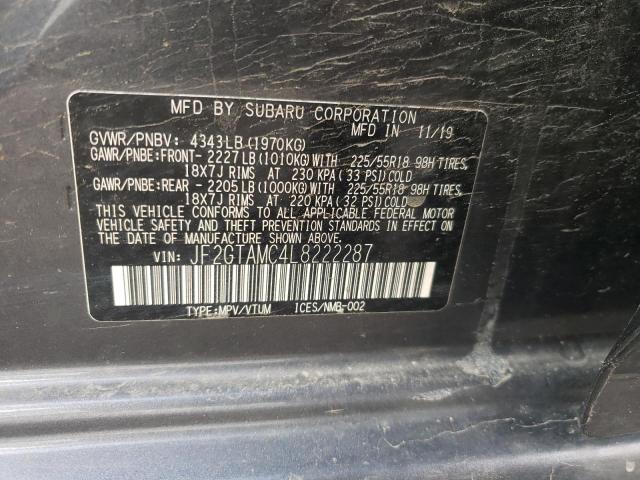 MFD BY SUBARU CORPORATION
MFD IN 11/19
GVWR/PNBV: 4343LB(1970KG)
GAWR/PNBE:FRONT- 2227LB(1010KG)WITH 225/55R18 98H TIRES,
18X7J RIMS AT 230 KPA(33 PSI)COLD
GAWR/PNBE:REAR - 2205LB(1000KG)WITH 225/55R18 98H TIRES,
18X7J RIMS AT 220 KPA(32 PSI)COLD
THIS VEHICLE CONFORMS TO ALL APPLICABLE FEDERAL MOTOR
VEHICLE SAFETY AND THEFT PREVENTION STANDARDS IN
EFFECT ON THE DATE OF MANUFACTURE SHOWN ABOVE.
VIN: JF2GTAMC4L8222287
TYPE:MPV/VTUM ICES/NMB-002